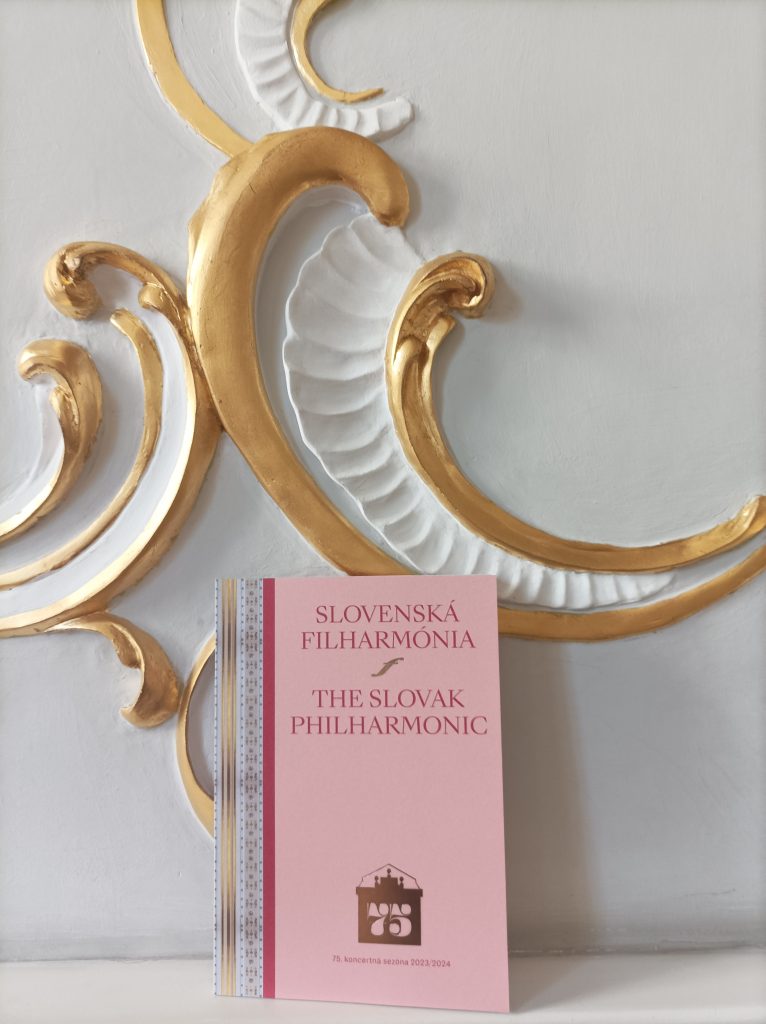 SLOVENSKÁ
FILHARMÓNIA
f
THE SLOVAK
PHILHARMONIC
75
75. koncertná sezóna 2023/2024